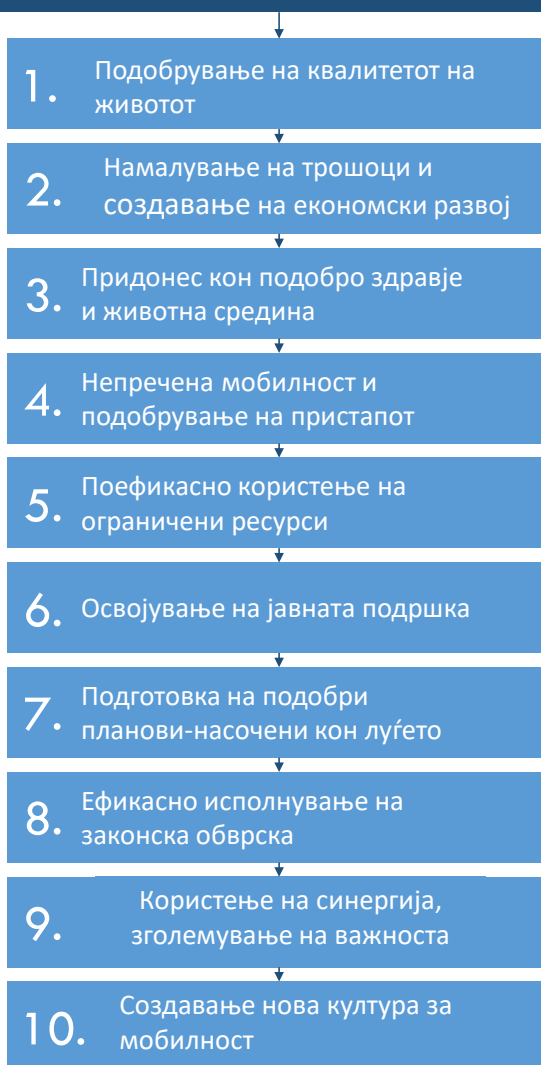 1. Подобрување на квалитетот на
животот
2. Намалување на трошоци и
создавање на економски развој
3. Придонес кон подобро здравје
и животна средина
4. Непречена мобилност и
подобрување на пристапот
5. Поефикасно користење на
ограничени ресурси
6. Освојување на јавната подршка
7. Подготовка на подобри
планови-насочени кон луѓето
8. Ефикасно исполнување на
законска обврска
9. Користење на синергија,
зголемување на важноста
10. Создавање нова култура за
мобилност